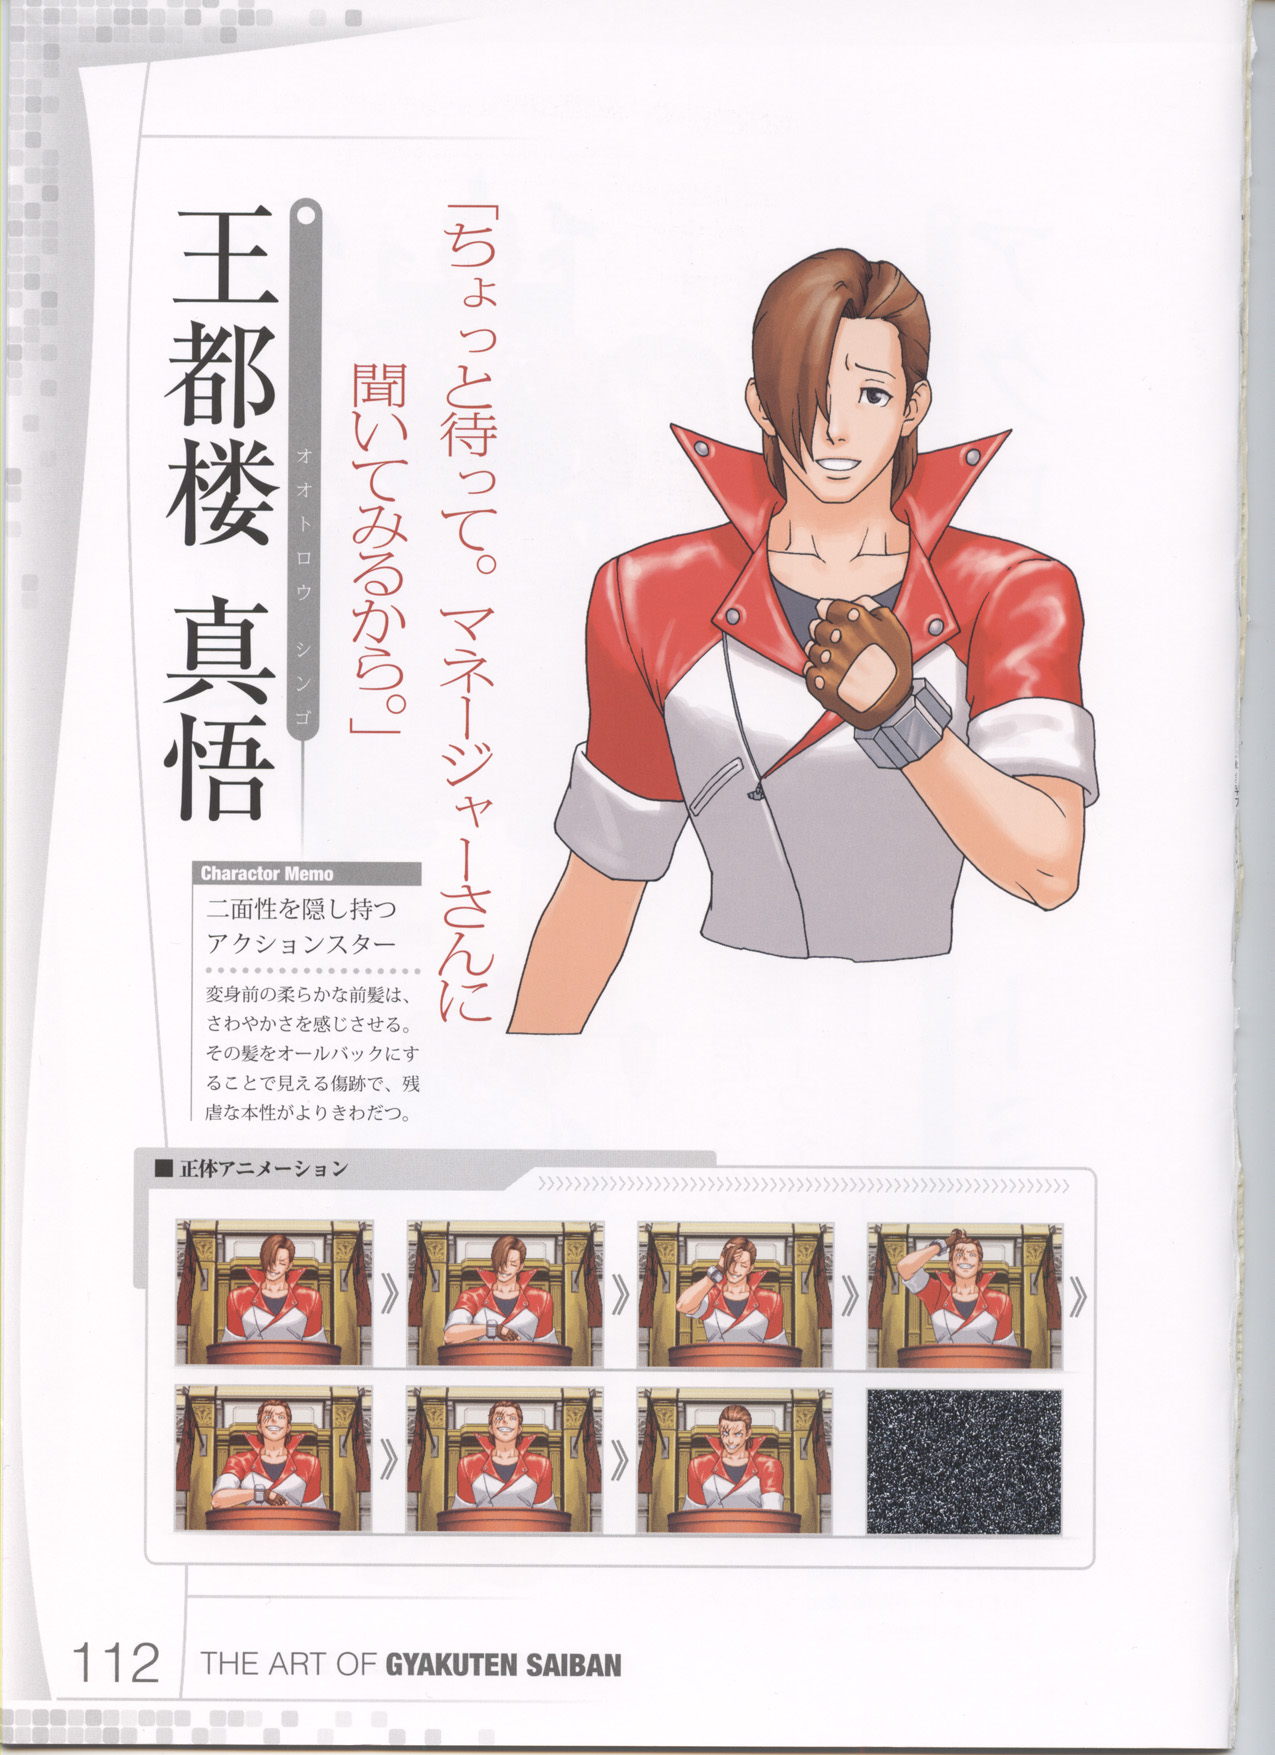 王都楼 真悟
オオトロウ シンゴ
「ちょっと待って。マネージャーさんに
聞いてみるから。」
Charactor Memo
二面性を隠し持つ
アクションスター
変身前の柔らかな前髪は、
さわやかさを感じさせる。
その髪をオールバックにす
ることで見える傷跡で、残
虐な本性がよりきわだつ。
■ 正体アニメーション
112 THE ART OF GYAKUTEN SAIBAN